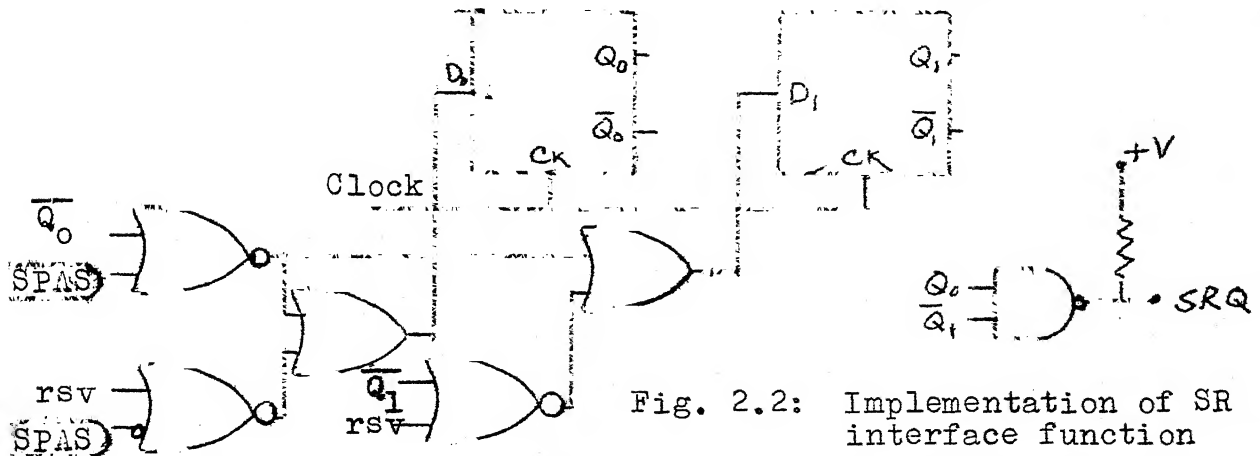 D₀
Q₀
Q̅₀
CK
D₁
Q₁
Q̅₁
CK
Clock
+V
Q̅₀
SPAS
Q₀
Q̅₁
SRQ
rsv
SPAS
Q̅₁
rsv
Fig. 2.2: Implementation of SR
interface function